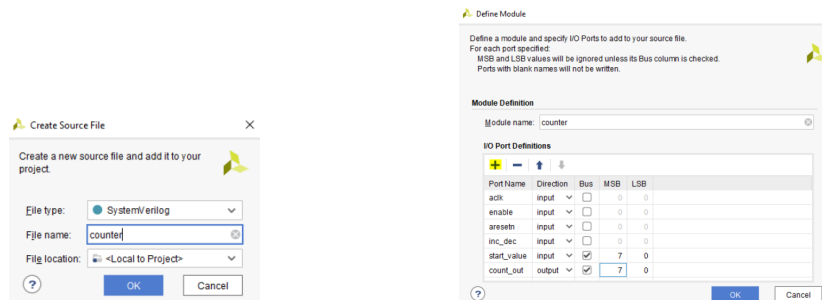 Create Source File
Create a new source file and add it to your
project.
File type: SystemVerilog
File name: counter
File location: <Local to Project>
? OK Cancel
Define Module
Define a module and specify I/O Ports to add to your source file.
For each port specified:
MSB and LSB values will be ignored unless its Bus column is checked.
Ports with blank names will not be written.
Module Definition
Module name: counter
I/O Port Definitions
Port Name Direction Bus MSB LSB
aclk input 0 0
enable input 0 0
aresetn input 0 0
inc_dec input 0 0
start_value input 7 0
count_out output 7 0
? OK Cancel